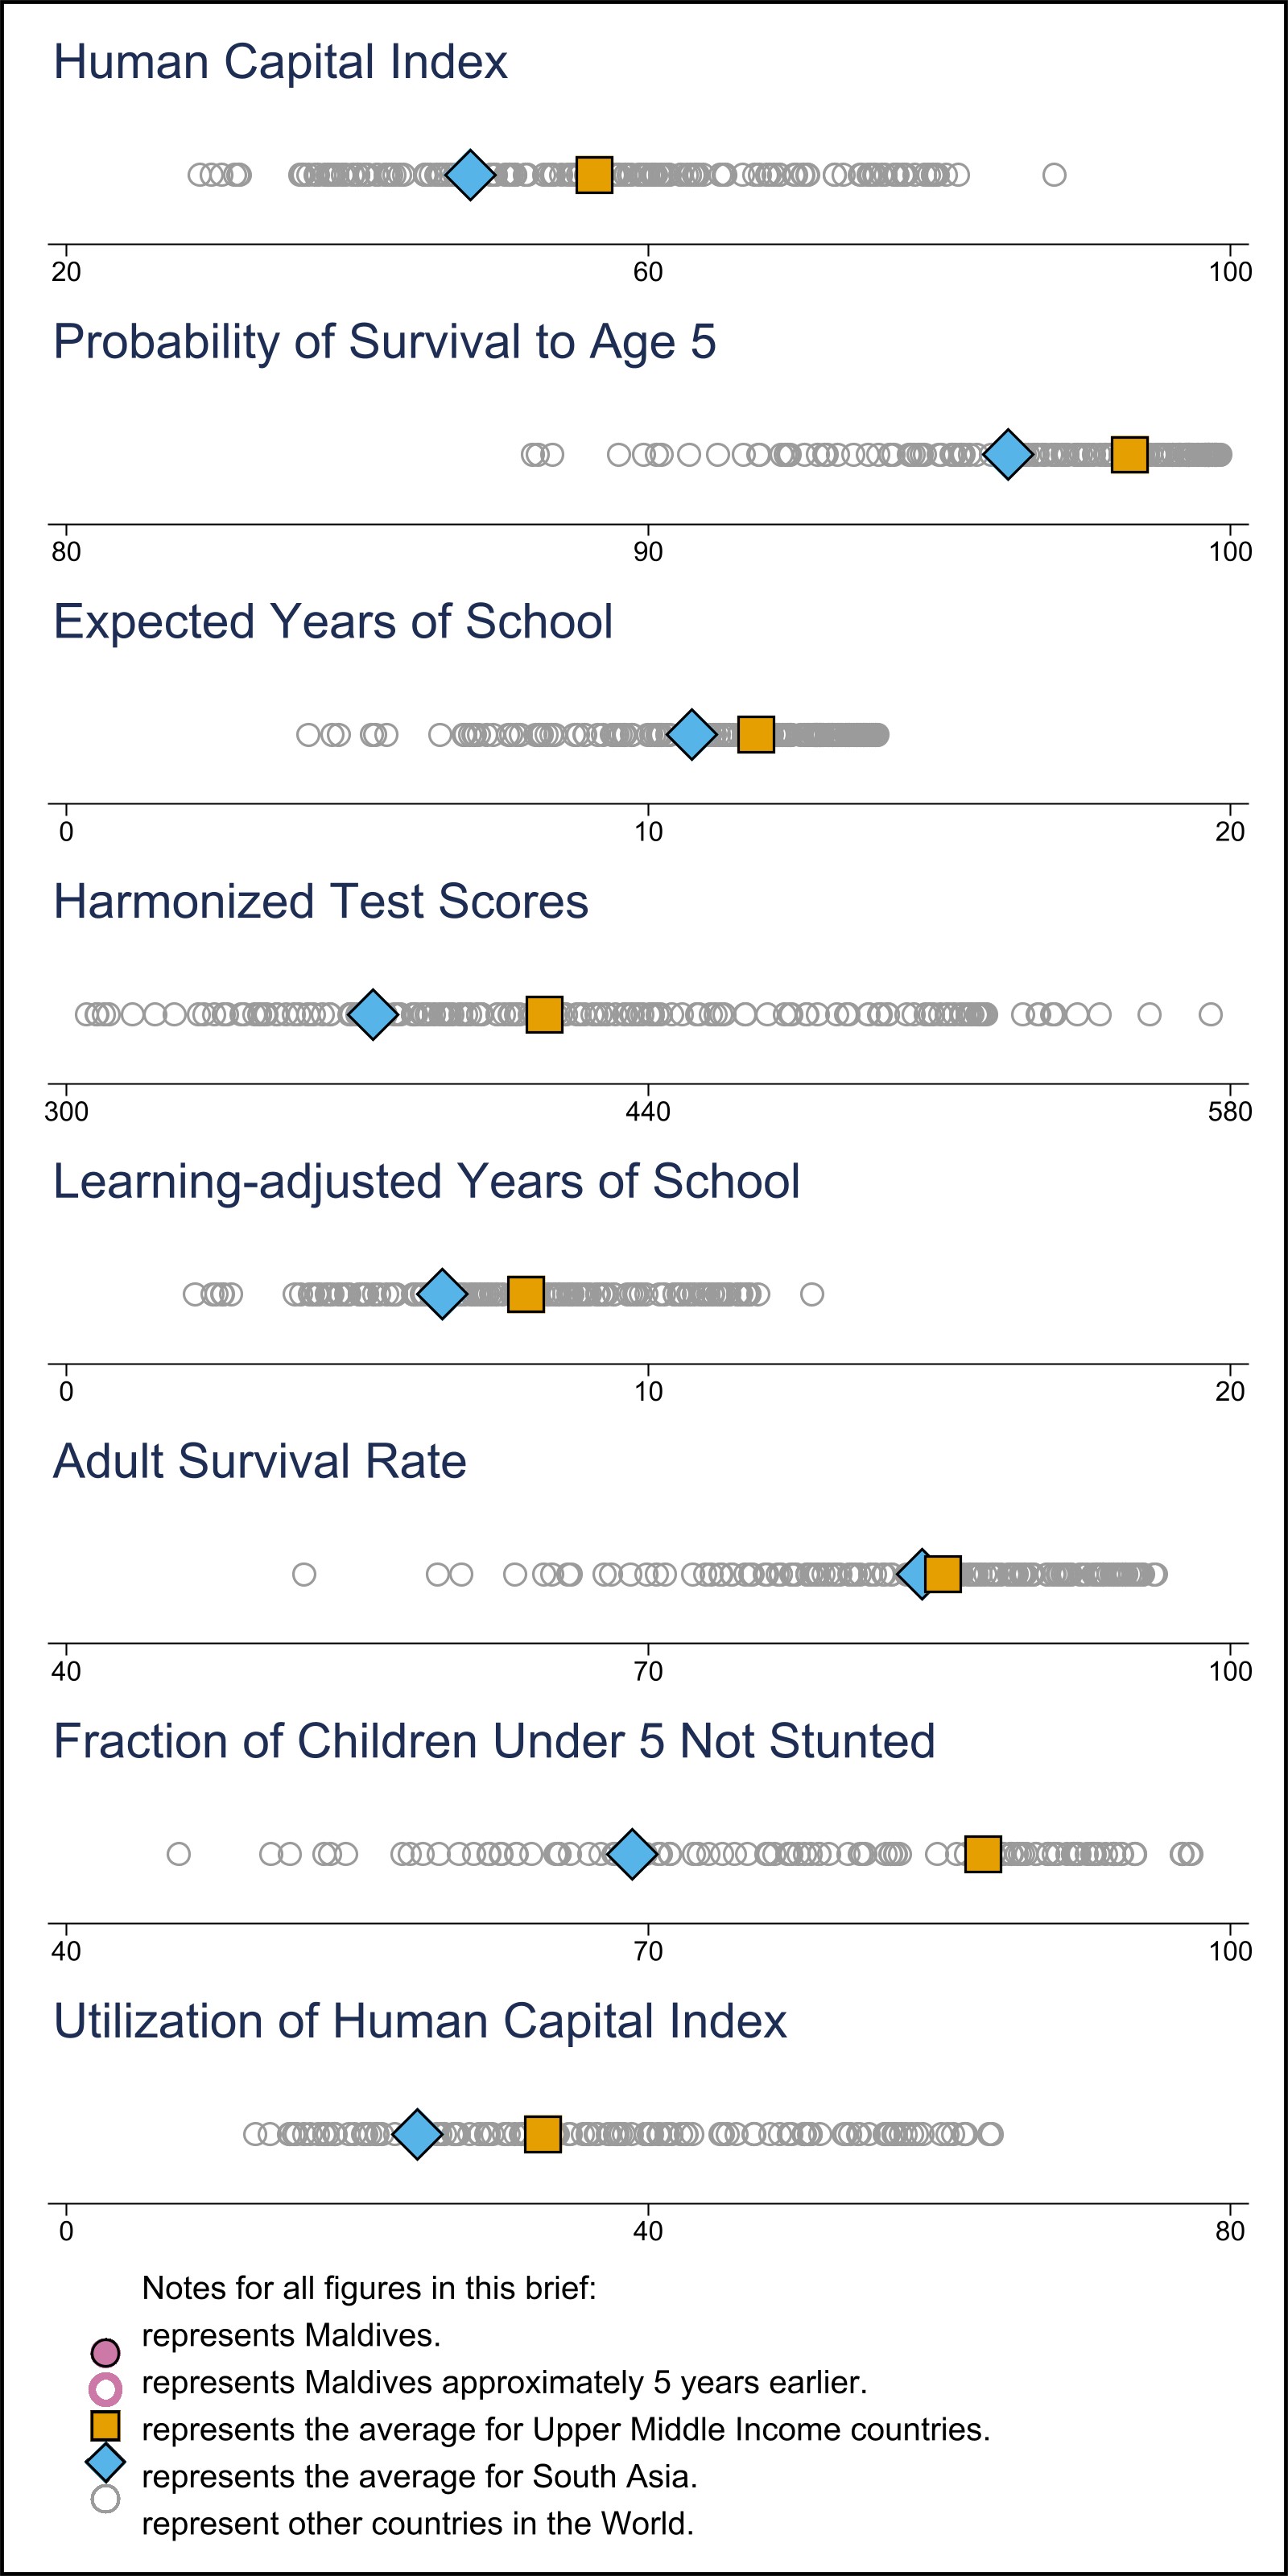 Human Capital Index
20 60 100
Probability of Survival to Age 5
80 90 100
Expected Years of School
0 10 20
Harmonized Test Scores
300 440 580
Learning-adjusted Years of School
0 10 20
Adult Survival Rate
40 70 100
Fraction of Children Under 5 Not Stunted
40 70 100
Utilization of Human Capital Index
0 40 80
Notes for all figures in this brief:
represents Maldives.
represents Maldives approximately 5 years earlier.
represents the average for Upper Middle Income countries.
represents the average for South Asia.
represent other countries in the World.